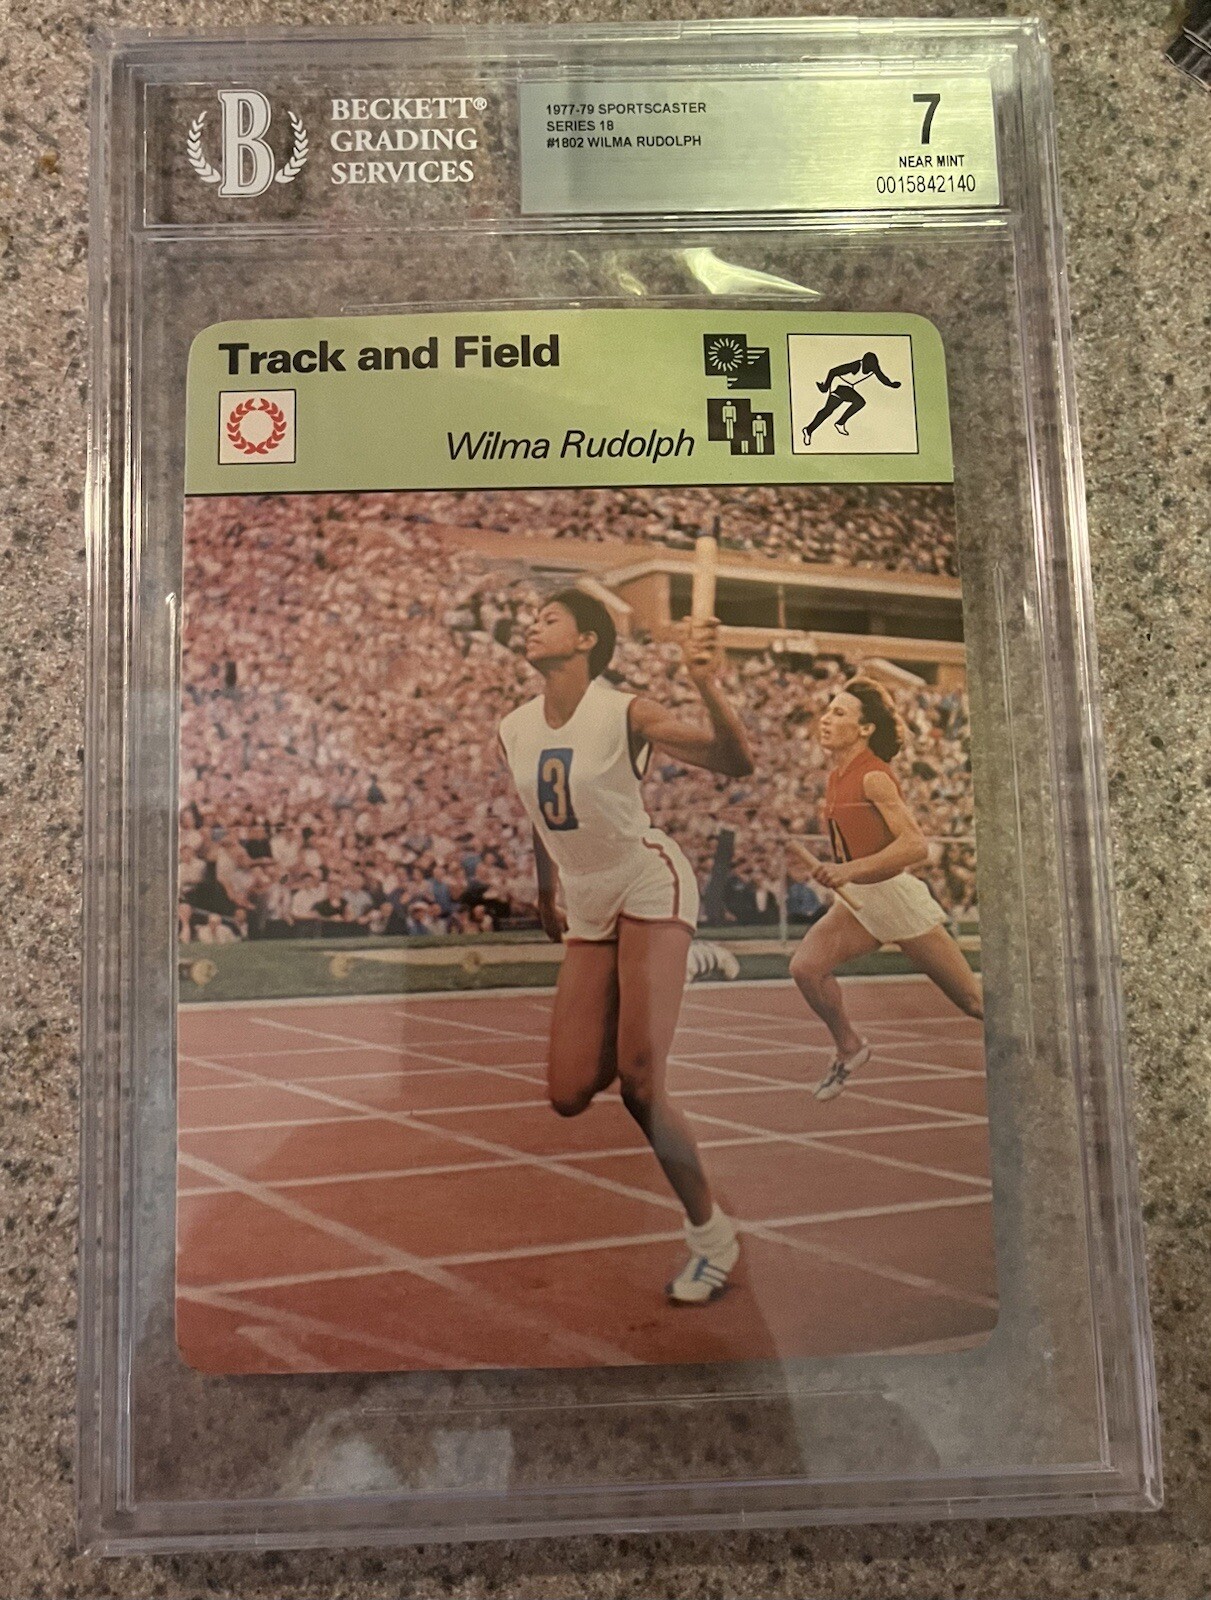 BECKETT®
GRADING
SERVICES
B
1977-79 SPORTSCASTER
SERIES 18
#1802 WILMA RUDOLPH
7
NEAR MINT
0015842140
Track and Field
Wilma Rudolph
3